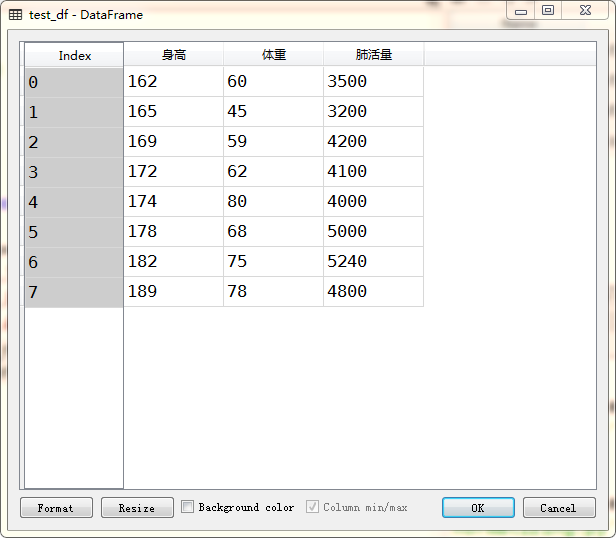 test_df - DataFrame
Index 身高 体重 肺活量
0 162 60 3500
1 165 45 3200
2 169 59 4200
3 172 62 4100
4 174 80 4000
5 178 68 5000
6 182 75 5240
7 189 78 4800
Format Resize Background color Column min/max OK Cancel